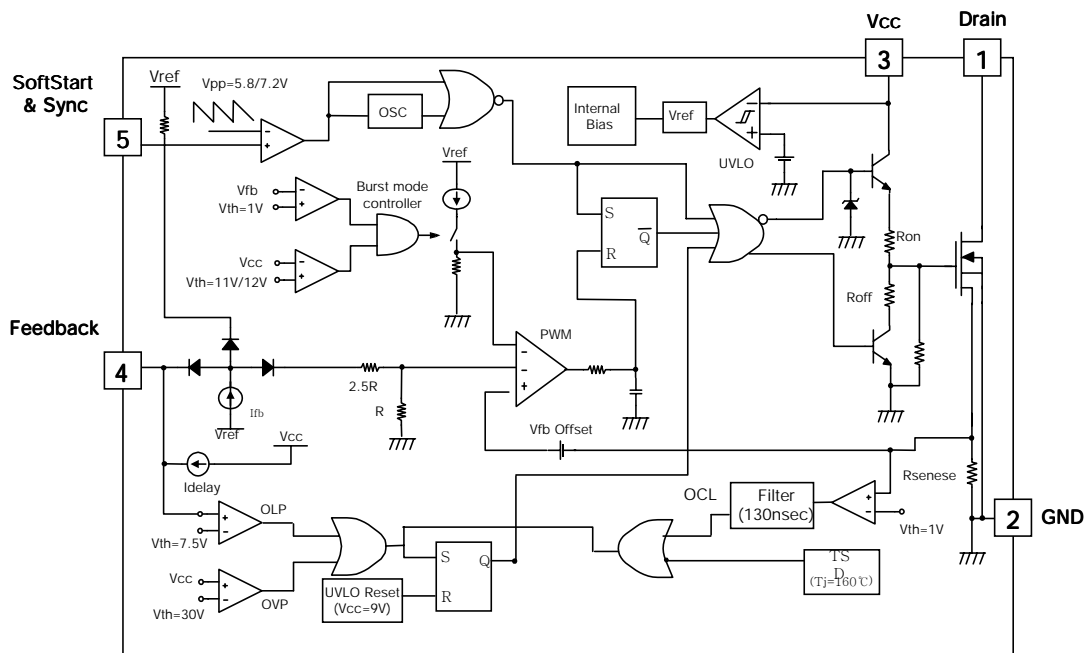 Vcc
Drain
3
1
SoftStart
& Sync
5
Vref
Vpp=5.8/7.2V
−
+
OSC
Internal
Bias
Vref
−
+
UVLO
Vfb
Vth=1V
−
+
Burst mode
controller
Vref
Vcc
Vth=11V/12V
−
+
S
R
Q
Ron
Roff
Feedback
4
Ifb
Vref
2.5R
R
PWM
−
−
+
Vfb Offset
Vcc
Idelay
Rsenese
OLP
+
−
Vth=7.5V
OCL
Filter
(130nsec)
+
−
Vth=1V
2
GND
Vcc
Vth=30V
+
−
OVP
UVLO Reset
(Vcc=9V)
S
R
Q
TS
D
(Tj=160℃)